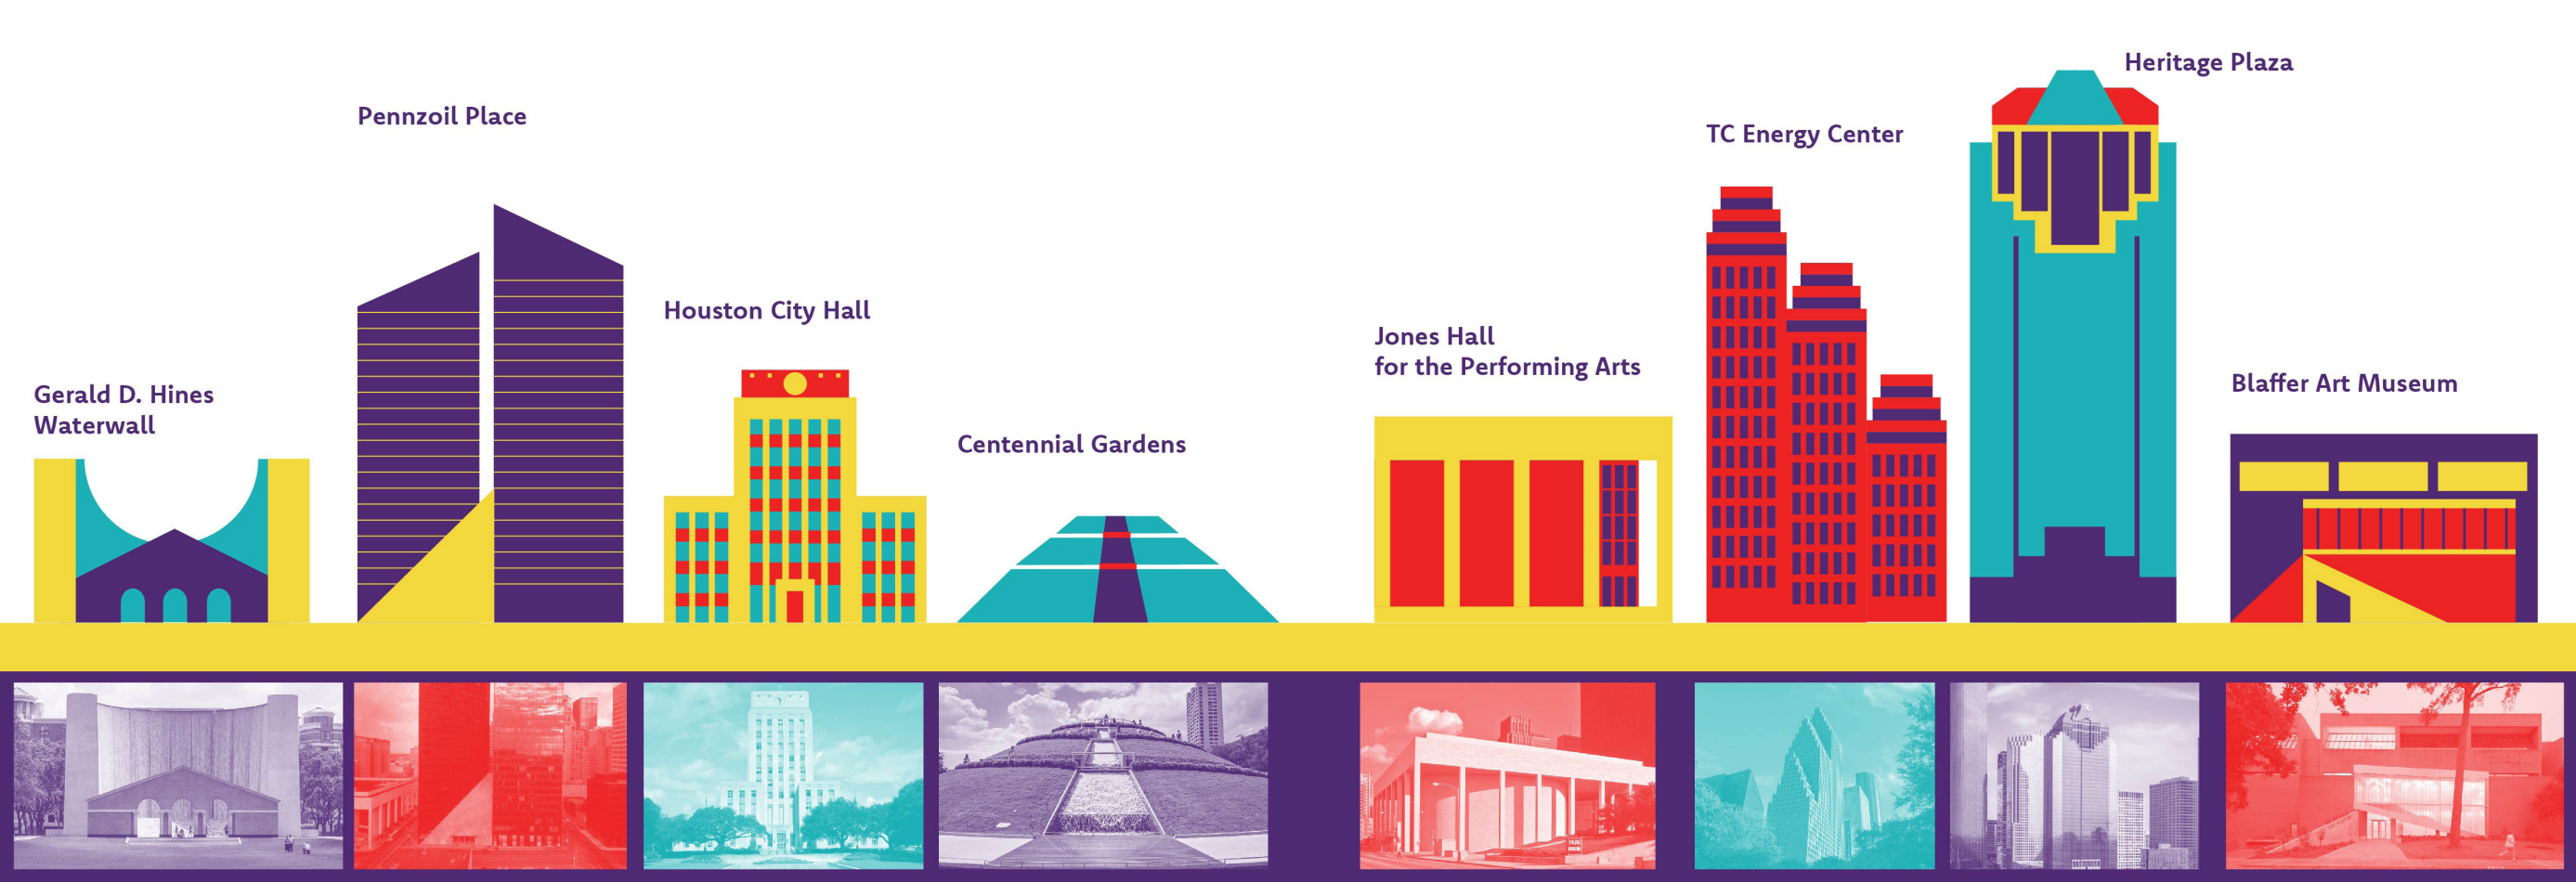 Heritage Plaza
Pennzoil Place
TC Energy Center
Houston City Hall
Jones Hall
for the Performing Arts
Gerald D. Hines
Waterwall
Blaffer Art Museum
Centennial Gardens